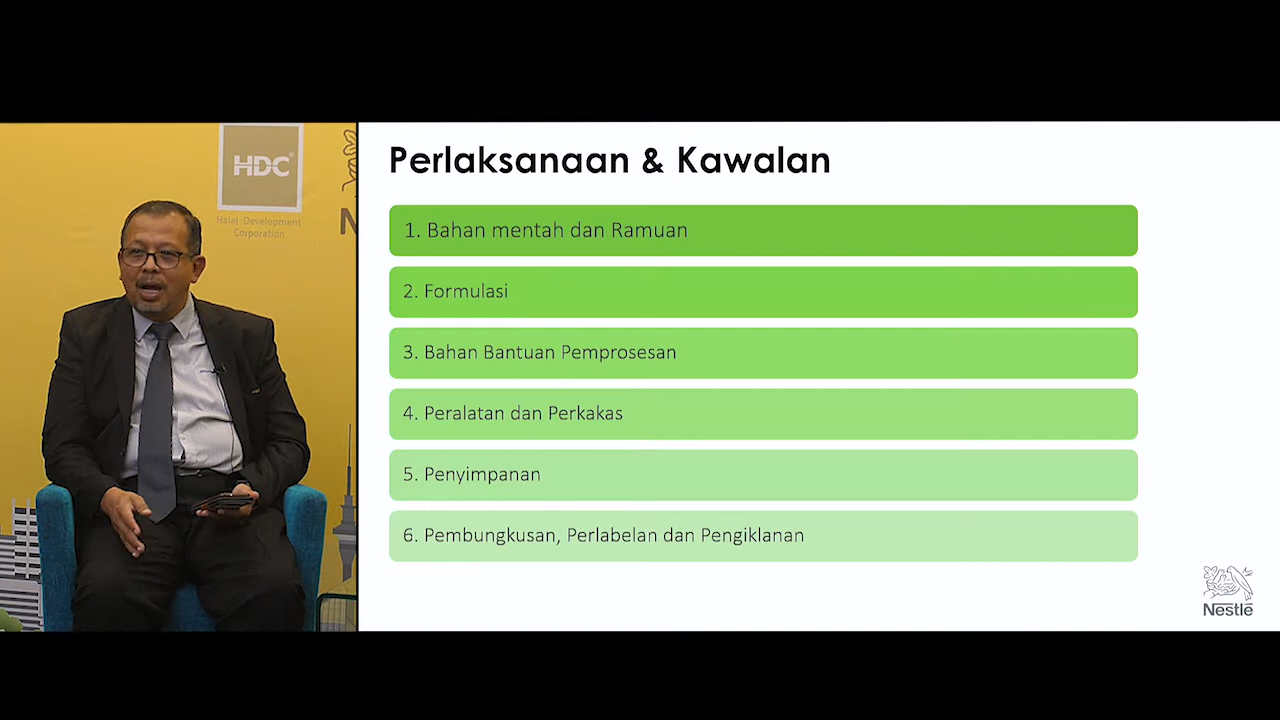 HDC
Halal Development
Corporation
N
Perlaksanaan & Kawalan
1. Bahan mentah dan Ramuan
2. Formulasi
3. Bahan Bantuan Pemprosesan
4. Peralatan dan Perkakas
5. Penyimpanan
6. Pembungkusan, Perlabelan dan Pengiklanan
Nestlé